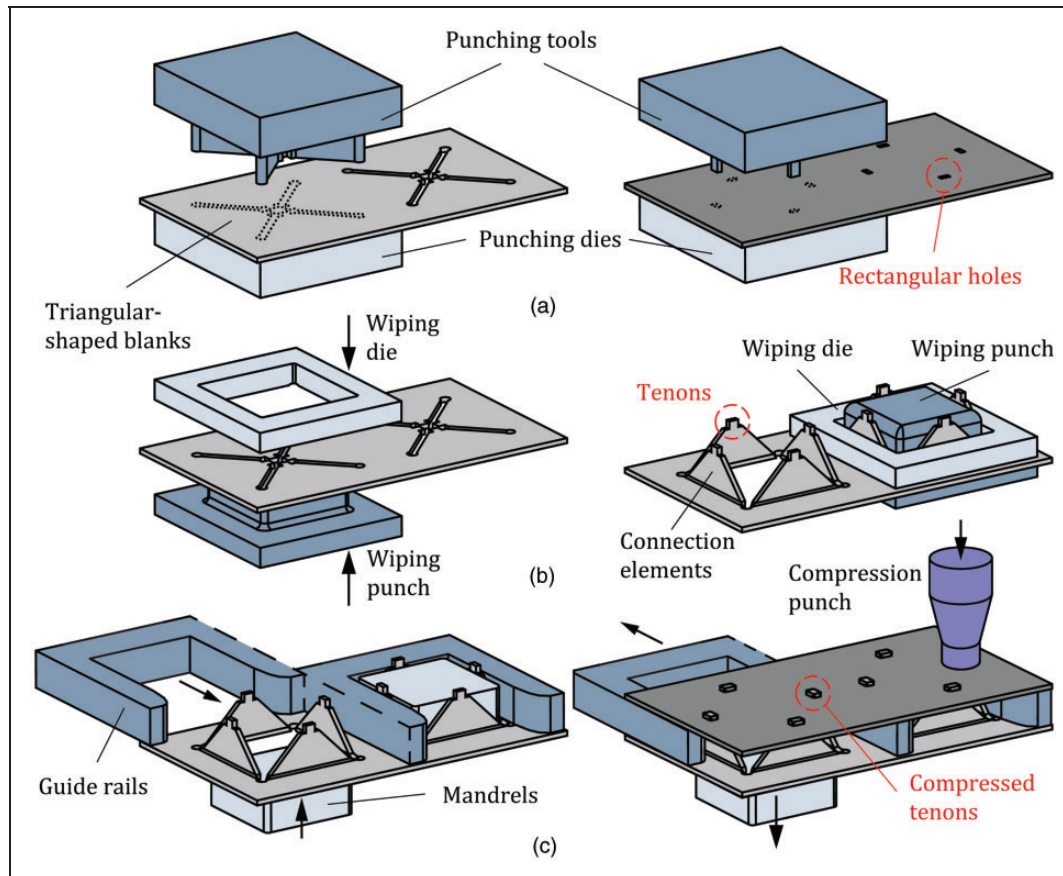 Punching tools
Punching dies
Rectangular holes
Triangular-
shaped blanks
(a)
Wiping
die
Wiping die
Wiping punch
Tenons
Wiping
punch
Connection
elements
(b)
Compression
punch
Guide rails
Mandrels
Compressed
tenons
(c)